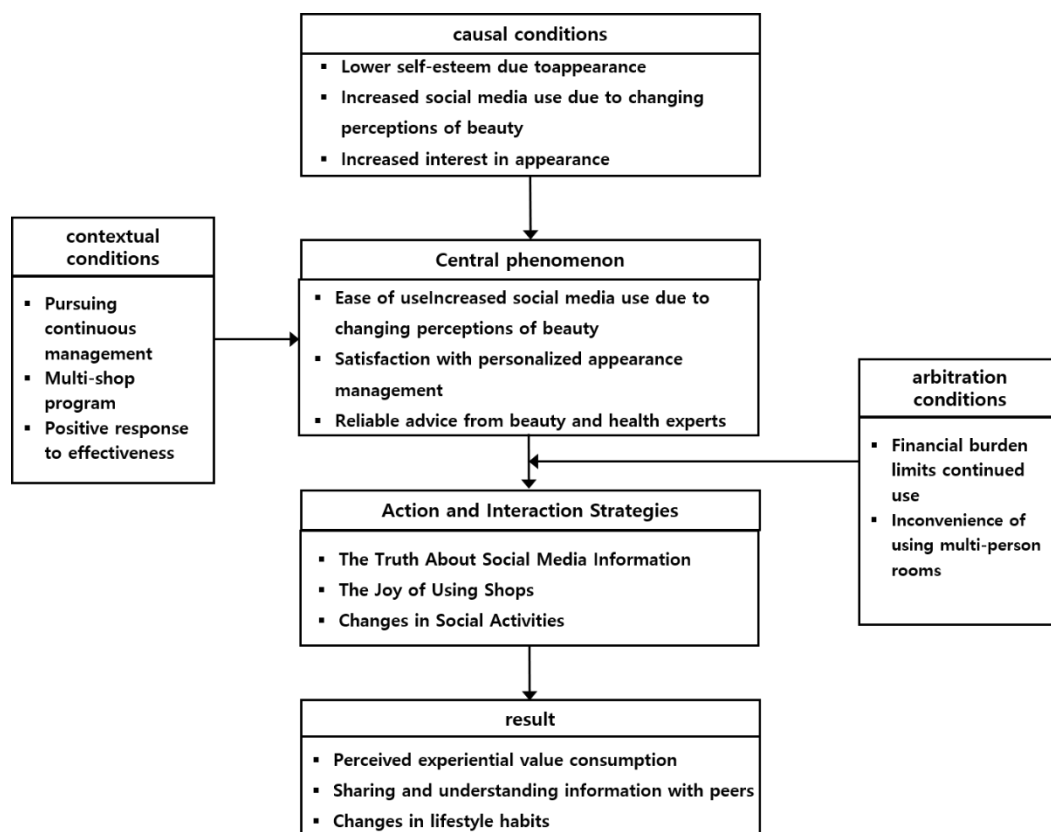 causal conditions
▪ Lower self-esteem due toappearance
▪ Increased social media use due to changing
perceptions of beauty
▪ Increased interest in appearance
contextual
conditions
▪ Pursuing
continuous
management
▪ Multi-shop
program
▪ Positive response
to effectiveness
Central phenomenon
▪ Ease of useIncreased social media use due to
changing perceptions of beauty
▪ Satisfaction with personalized appearance
management
▪ Reliable advice from beauty and health experts
arbitration
conditions
▪ Financial burden
limits continued
use
▪ Inconvenience of
using multi-person
rooms
Action and Interaction Strategies
▪ The Truth About Social Media Information
▪ The Joy of Using Shops
▪ Changes in Social Activities
result
▪ Perceived experiential value consumption
▪ Sharing and understanding information with peers
▪ Changes in lifestyle habits